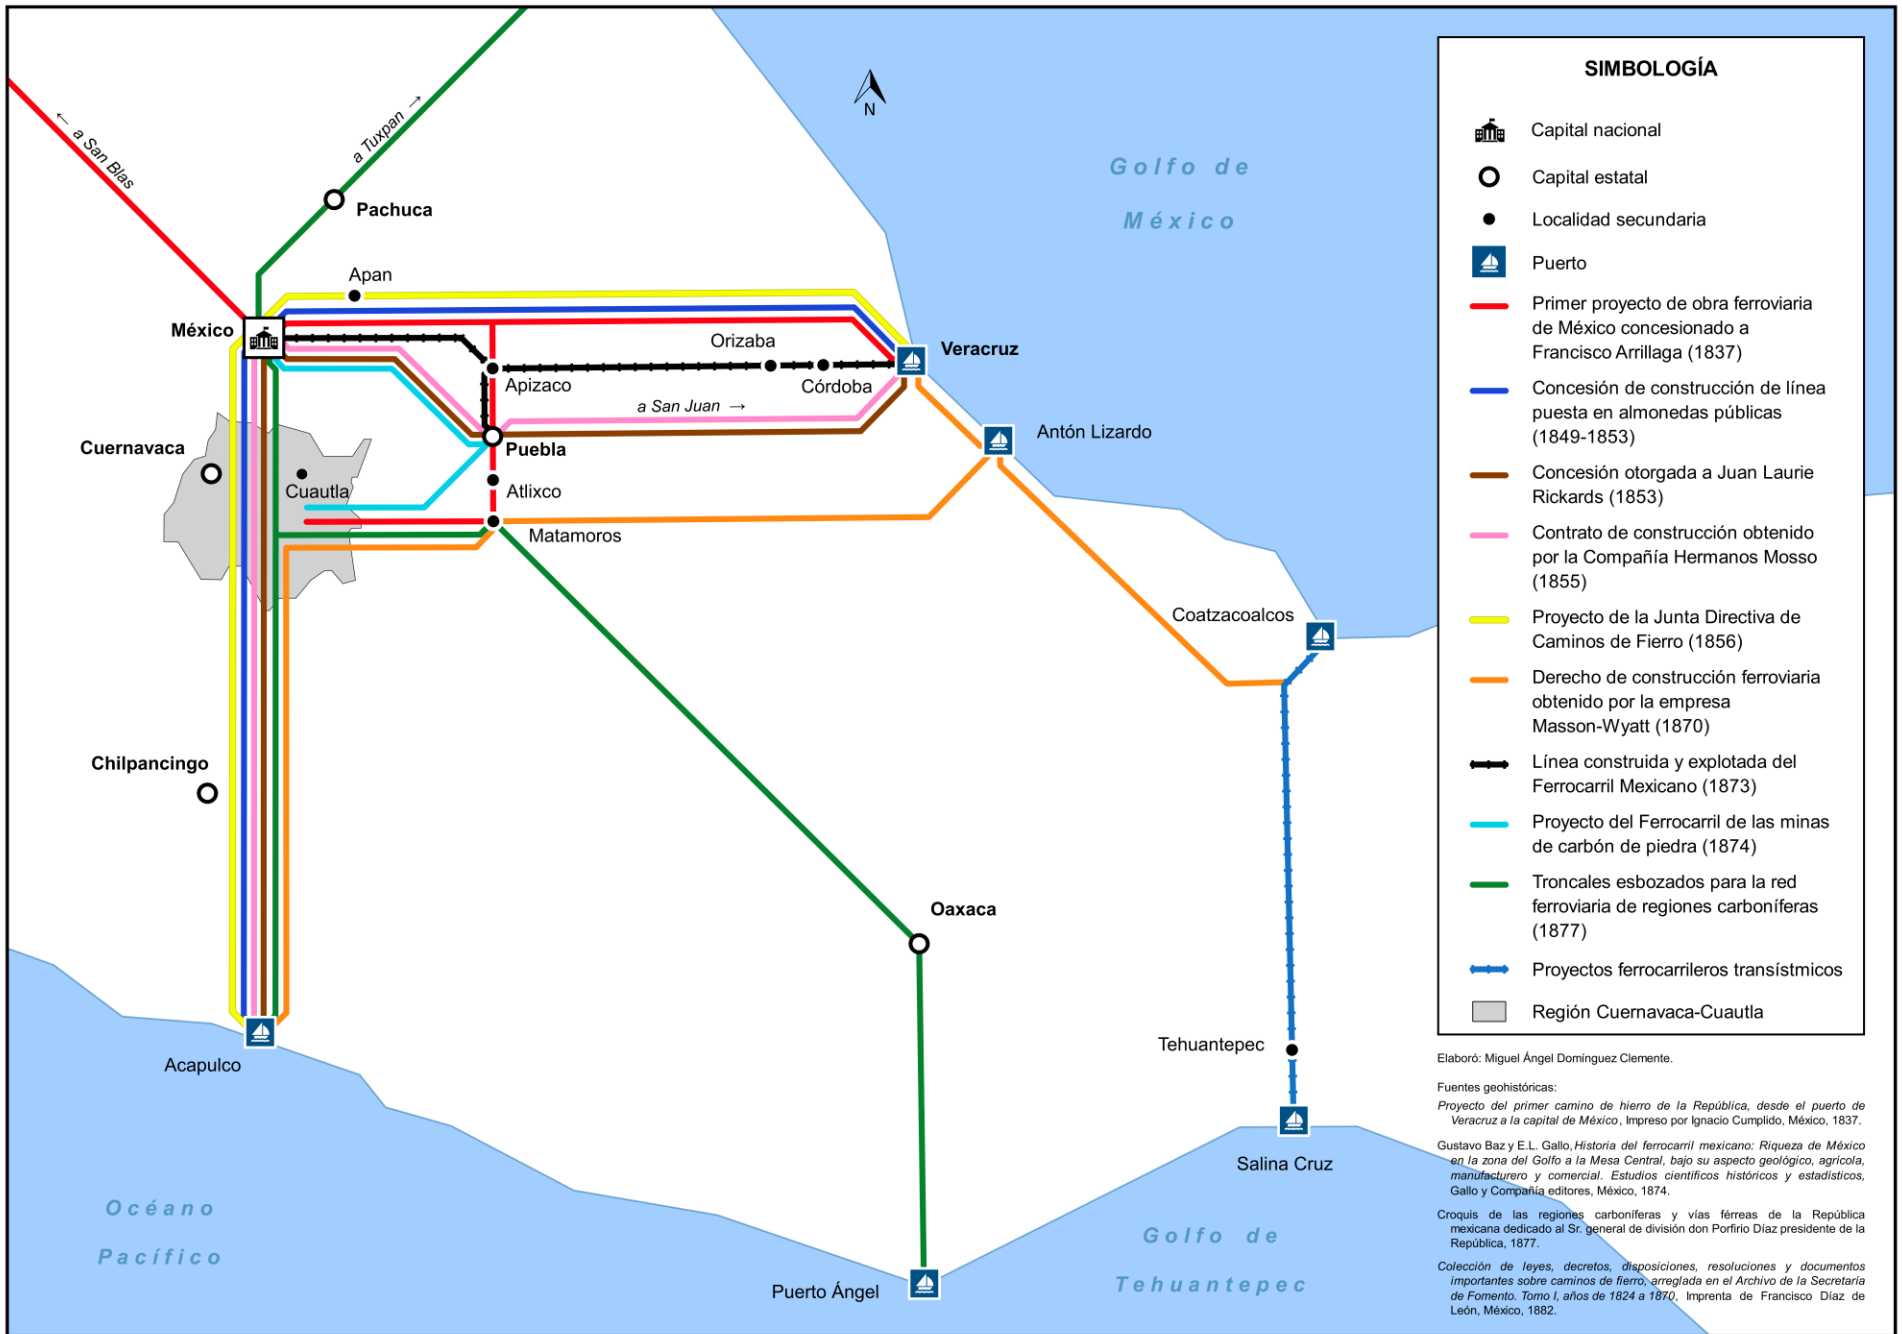 ← a San Blas
a Tuxpan →
Pachuca
Apan
México
Orizaba
Veracruz
Apizaco
Córdoba
a San Juan →
Puebla
Cuernavaca
Cuautla
Atlixco
Matamoros
Antón Lizardo
Coatzacoalcos
Chilpancingo
Oaxaca
Acapulco
Tehuantepec
Salina Cruz
Puerto Ángel
N
Golfo de
México
Océano
Pacífico
Golfo de
Tehuantepec
SIMBOLOGÍA
Capital nacional
Capital estatal
Localidad secundaria
Puerto
Primer proyecto de obra ferroviaria
de México concesionado a
Francisco Arrillaga (1837)
Concesión de construcción de línea
puesta en almonedas públicas
(1849-1853)
Concesión otorgada a Juan Laurie
Rickards (1853)
Contrato de construcción obtenido
por la Compañía Hermanos Mosso
(1855)
Proyecto de la Junta Directiva de
Caminos de Fierro (1856)
Derecho de construcción ferroviaria
obtenido por la empresa
Masson-Wyatt (1870)
Línea construida y explotada del
Ferrocarril Mexicano (1873)
Proyecto del Ferrocarril de las minas
de carbón de piedra (1874)
Troncales esbozados para la red
ferroviaria de regiones carboníferas
(1877)
Proyectos ferrocarrileros transístmicos
Región Cuernavaca-Cuautla
Elaboró: Miguel Ángel Domínguez Clemente.
Fuentes geohistóricas:
Proyecto del primer camino de hierro de la República, desde el puerto de
Veracruz a la capital de México, Impreso por Ignacio Cumplido, México, 1837.
Gustavo Baz y E.L. Gallo, Historia del ferrocarril mexicano: Riqueza de México
en la zona del Golfo a la Mesa Central, bajo su aspecto geológico, agrícola,
manufacturero y comercial. Estudios científicos históricos y estadísticos,
Gallo y Compañía editores, México, 1874.
Croquis de las regiones carboníferas y vías férreas de la República
mexicana dedicado al Sr. general de división don Porfirio Díaz presidente de la
República, 1877.
Colección de leyes, decretos, disposiciones, resoluciones y documentos
importantes sobre caminos de fierro, arreglada en el Archivo de la Secretaría
de Fomento. Tomo I, años de 1824 a 1870, Imprenta de Francisco Díaz de
León, México, 1882.